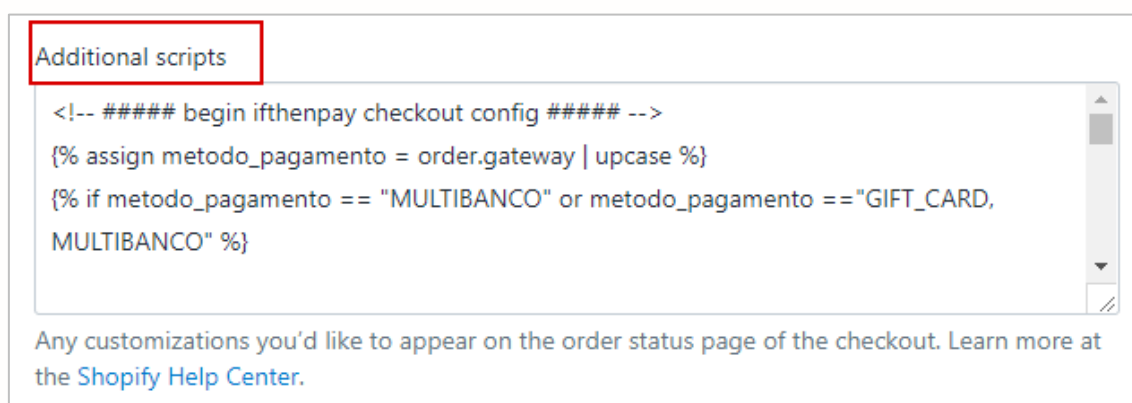 Additional scripts
<!-- ##### begin ifthenpay checkout config ##### -->
{% assign metodo_pagamento = order.gateway | upcase %}
{% if metodo_pagamento == "MULTIBANCO" or metodo_pagamento =="GIFT_CARD,
MULTIBANCO" %}
Any customizations you'd like to appear on the order status page of the checkout. Learn more at
the Shopify Help Center.